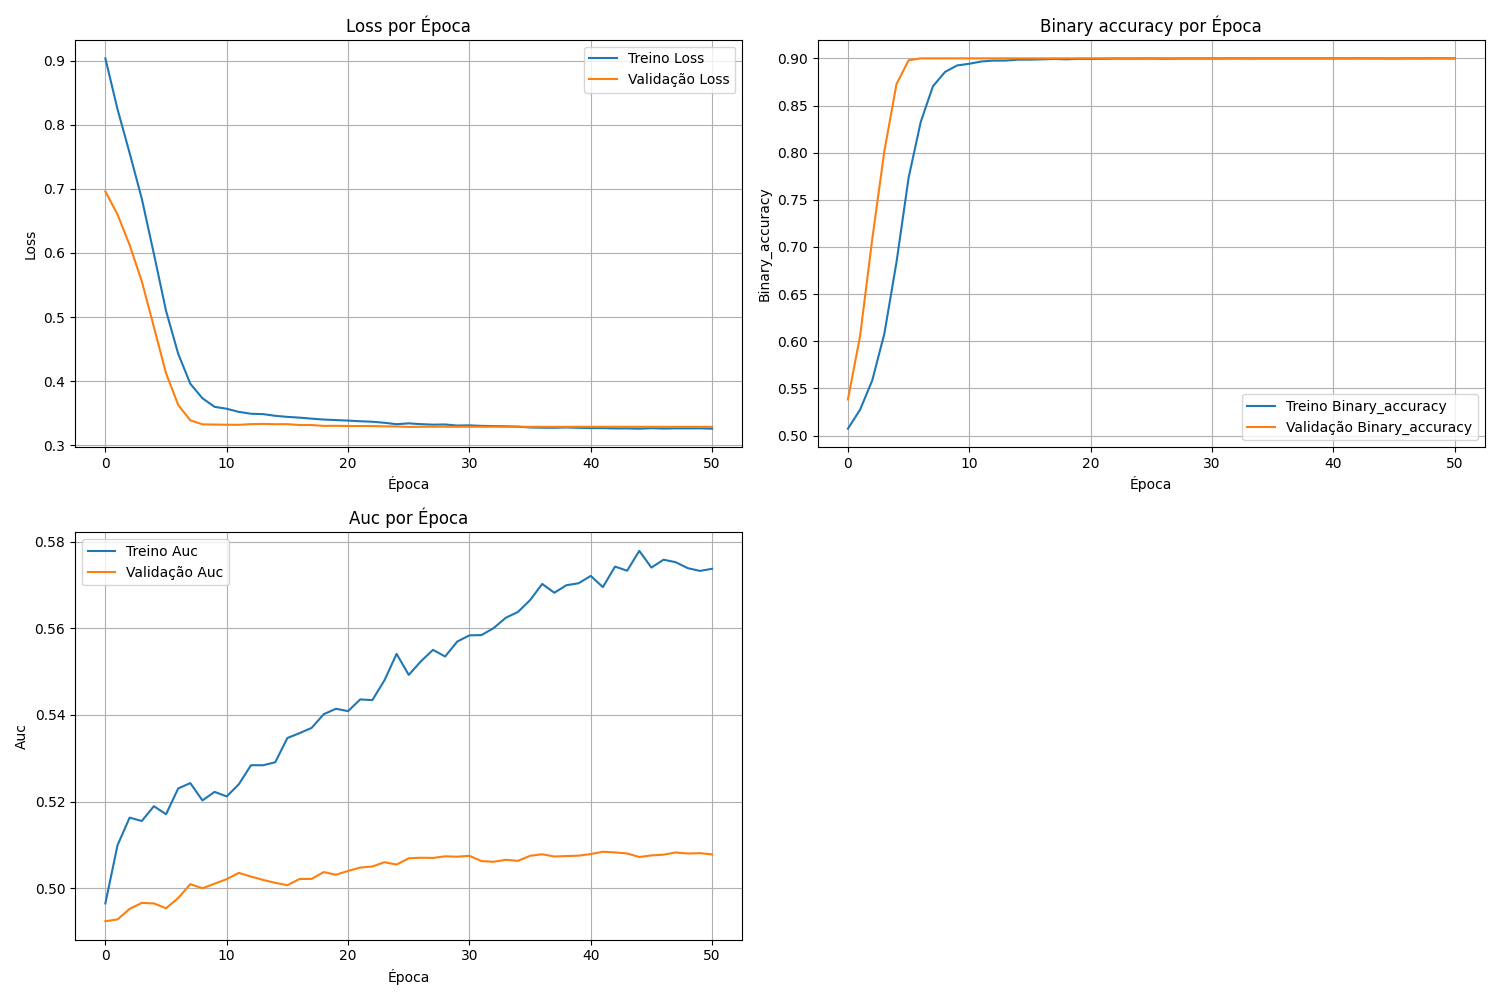 Loss por Época
Treino Loss
Validação Loss
0.9
0.8
0.7
0.6
0.5
0.4
0.3
Loss
0 10 20 30 40 50
Época
Binary accuracy por Época
0.90
0.85
0.80
0.75
0.70
0.65
0.60
0.55
0.50
Binary_accuracy
Treino Binary_accuracy
Validação Binary_accuracy
0 10 20 30 40 50
Época
Auc por Época
Treino Auc
Validação Auc
0.58
0.56
0.54
0.52
0.50
Auc
0 10 20 30 40 50
Época